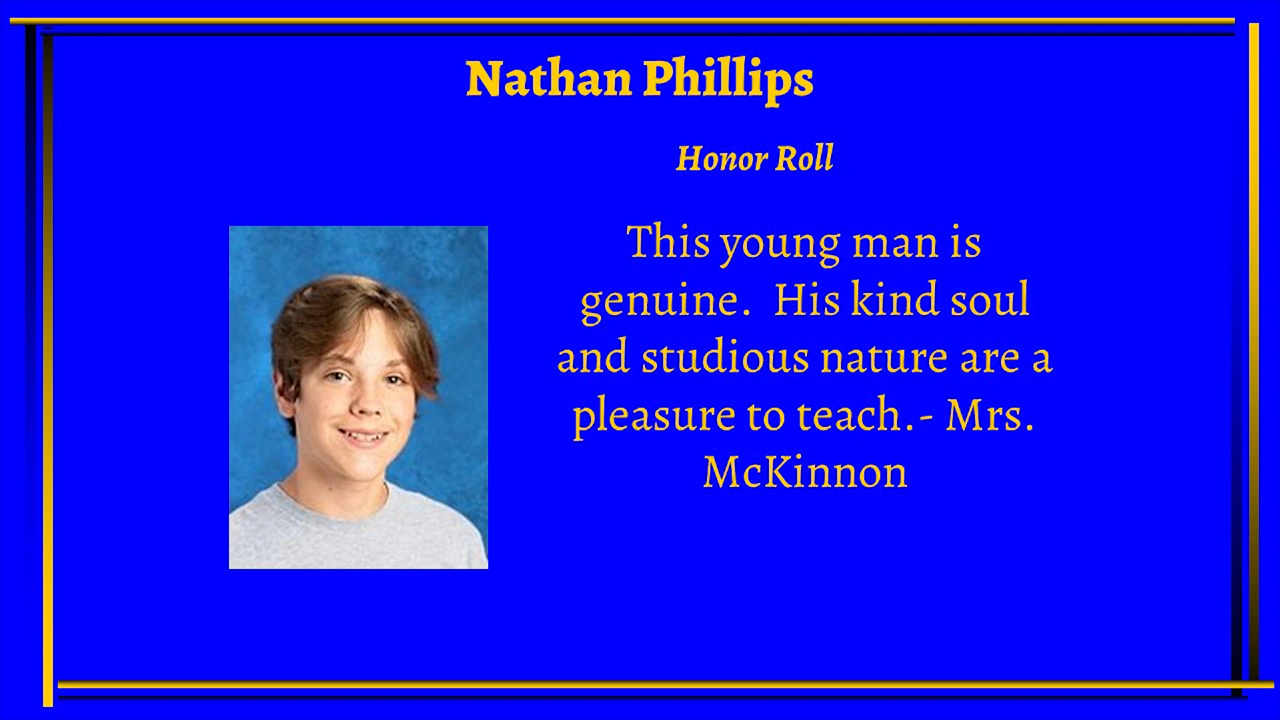 Nathan Phillips
Honor Roll
This young man is
genuine.  His kind soul
and studious nature are a
pleasure to teach.- Mrs.
McKinnon